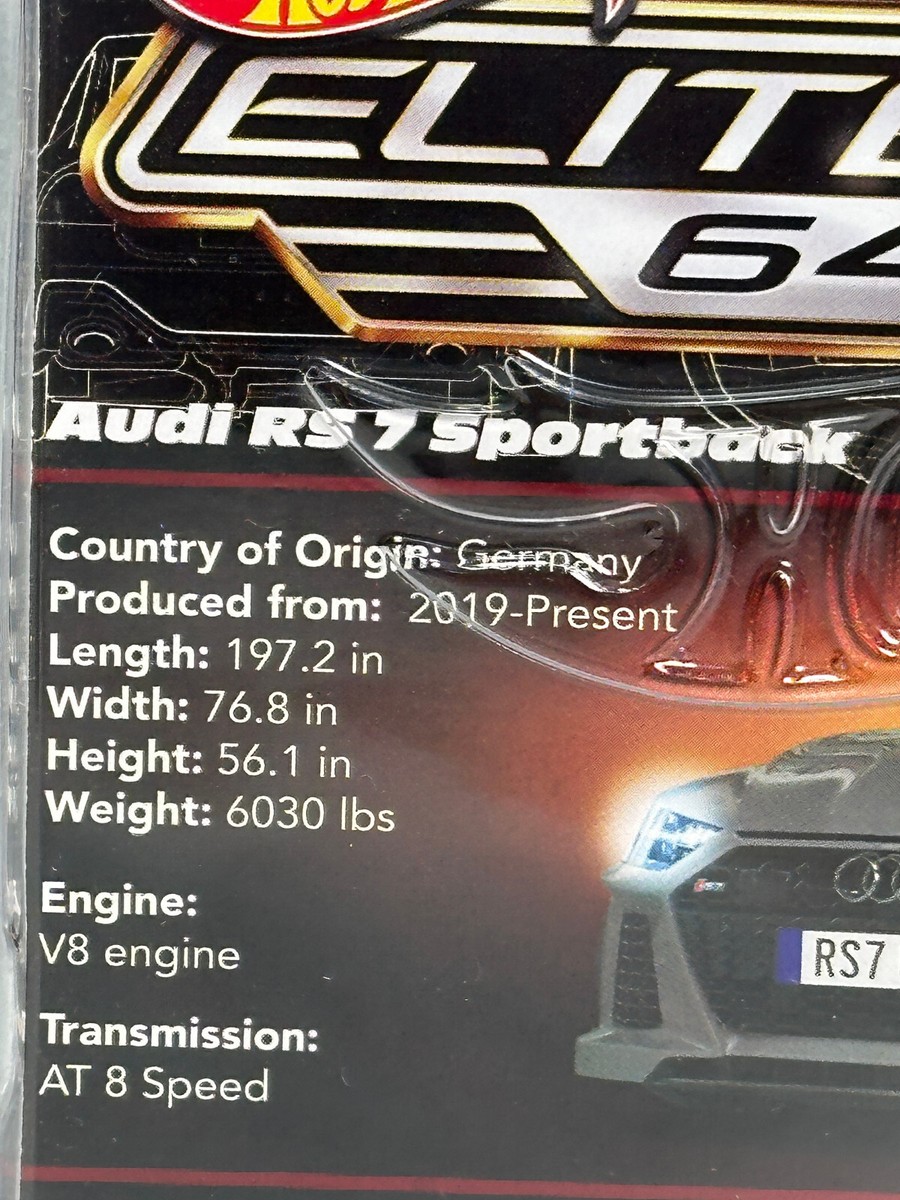 ELITE
64
Audi RS 7 Sportback
Country of Origin: Germany
Produced from: 2019-Present
Length: 197.2 in
Width: 76.8 in
Height: 56.1 in
Weight: 6030 lbs
Engine:
V8 engine
Transmission:
AT 8 Speed
RS7